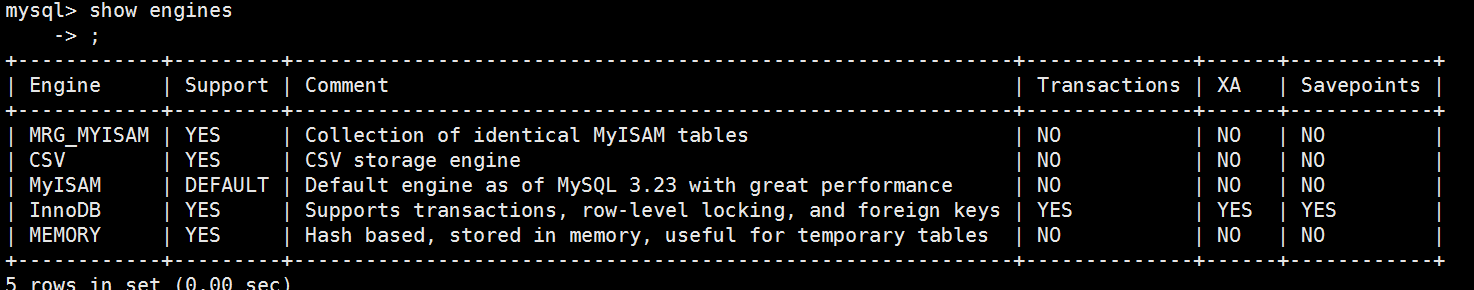 mysql> show engines
    -> ;
+------------+---------+------------------------------------------------------------+--------------+------+------------+
| Engine     | Support | Comment                                                    | Transactions | XA   | Savepoints |
+------------+---------+------------------------------------------------------------+--------------+------+------------+
| MRG_MYISAM | YES     | Collection of identical MyISAM tables                      | NO           | NO   | NO         |
| CSV        | YES     | CSV storage engine                                         | NO           | NO   | NO         |
| MyISAM     | DEFAULT | Default engine as of MySQL 3.23 with great performance     | NO           | NO   | NO         |
| InnoDB     | YES     | Supports transactions, row-level locking, and foreign keys | YES          | YES  | YES        |
| MEMORY     | YES     | Hash based, stored in memory, useful for temporary tables  | NO           | NO   | NO         |
+------------+---------+------------------------------------------------------------+--------------+------+------------+
5 rows in set (0.00 sec)